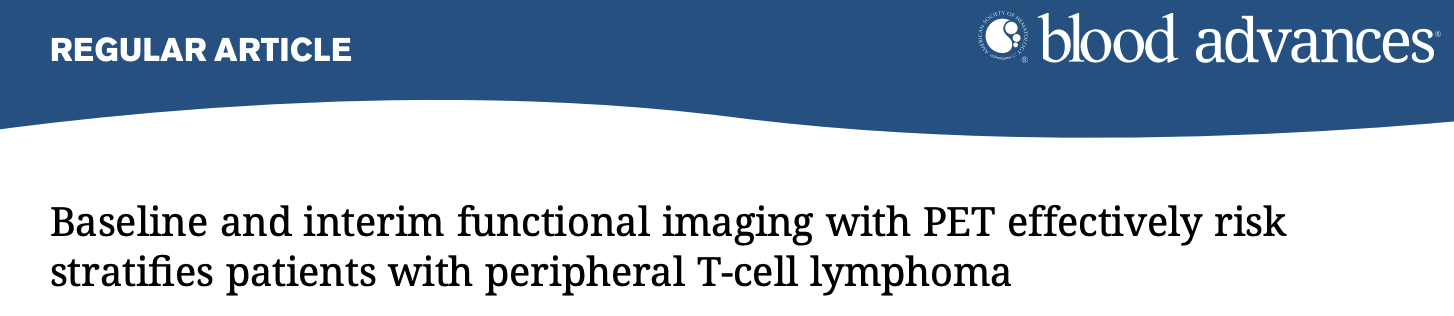 REGULAR ARTICLE
blood advances®
Baseline and interim functional imaging with PET effectively risk
stratifies patients with peripheral T-cell lymphoma